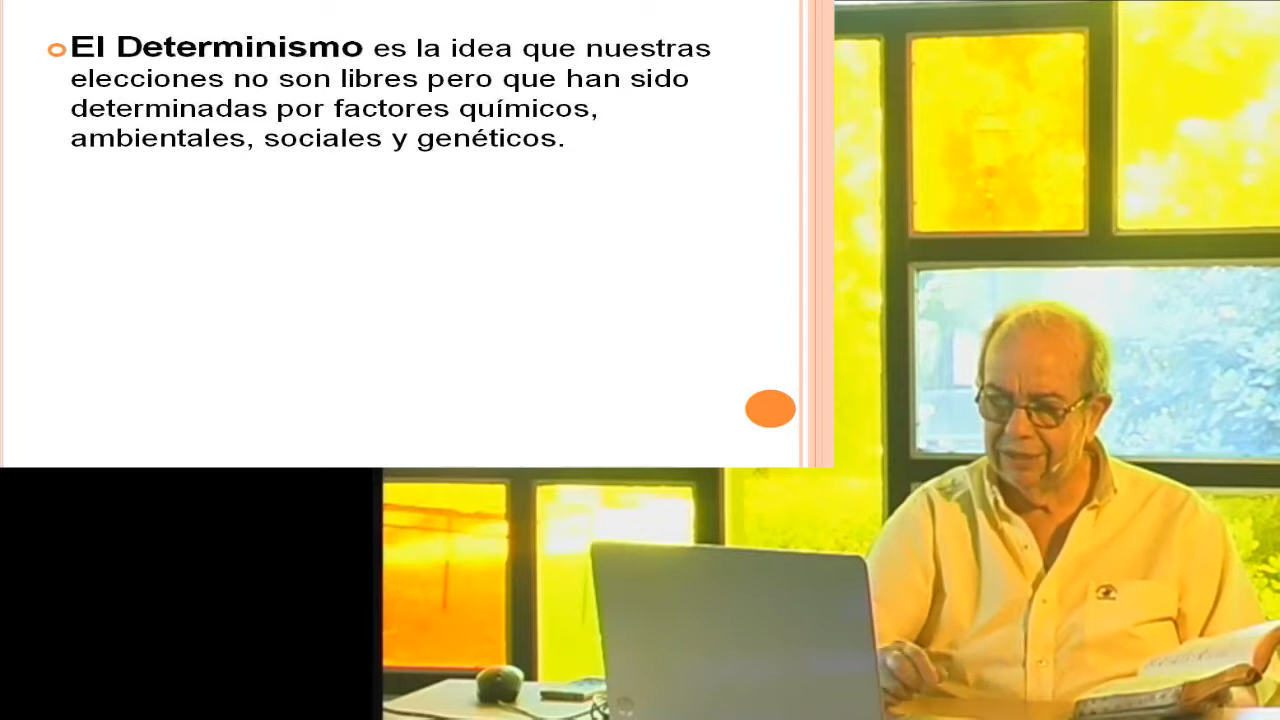 El Determinismo es la idea que nuestras
elecciones no son libres pero que han sido
determinadas por factores químicos,
ambientales, sociales y genéticos.